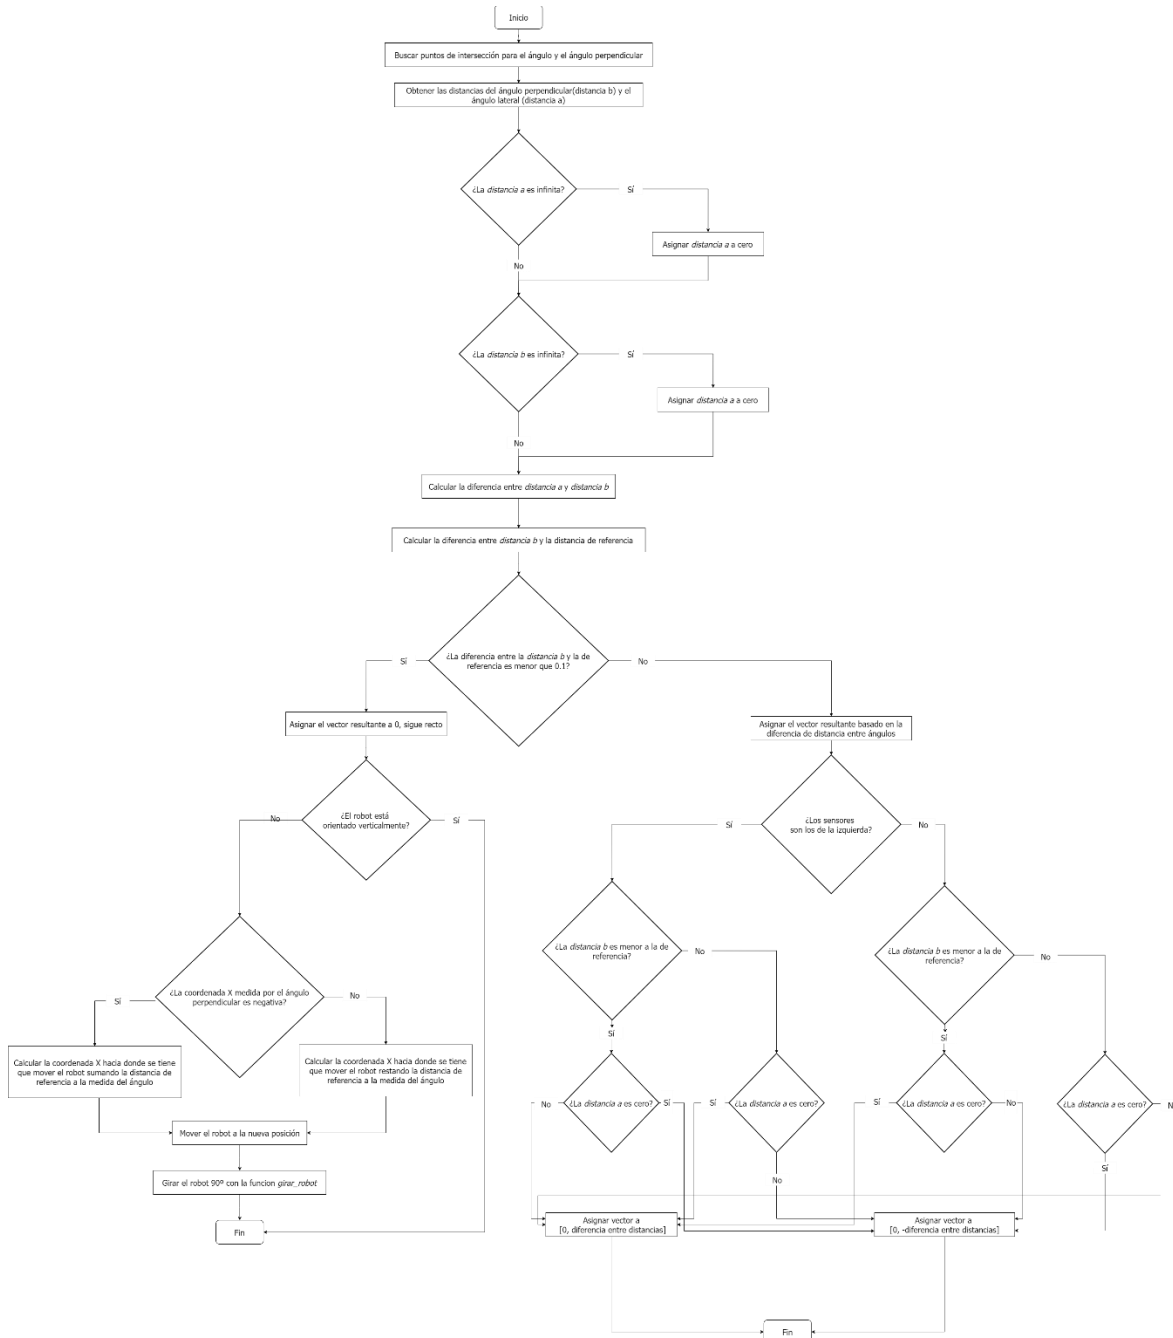 Inicio
Buscar puntos de intersección para el ángulo y el ángulo perpendicular
Obtener las distancias del ángulo perpendicular(distancia b) y el
ángulo lateral (distancia a)
¿La distancia a es infinita?
Sí
Asignar distancia a a cero
No
¿La distancia b es infinita?
Sí
Asignar distancia a a cero
No
Calcular la diferencia entre distancia a y distancia b
Calcular la diferencia entre distancia b y la distancia de referencia
¿La diferencia entre la distancia b y la de
referencia es menor que 0.1?
Sí
No
Asignar el vector resultante a 0, sigue recto
Asignar el vector resultante basado en la
diferencia de distancia entre ángulos
¿El robot está
orientado verticalmente?
No
Sí
¿Los sensores
son los de la izquierda?
Sí
No
¿La distancia b es menor a la de
referencia?
No
Sí
¿La distancia b es menor a la de
referencia?
No
Sí
¿La coordenada X medida por el ángulo
perpendicular es negativa?
Sí
No
Calcular la coordenada X hacia donde se tiene
que mover el robot sumando la distancia de
referencia a la medida del ángulo
Calcular la coordenada X hacia donde se tiene
que mover el robot restando la distancia de
referencia a la medida del ángulo
No
¿La distancia a es cero?
Sí
Sí
¿La distancia a es cero?
No
Sí
¿La distancia a es cero?
No
¿La distancia a es cero?
N
Sí
Mover el robot a la nueva posición
Girar el robot 90º con la funcion girar_robot
Fin
Asignar vector a
[0, diferencia entre distancias]
Asignar vector a
[0, -diferencia entre distancias]
Fin